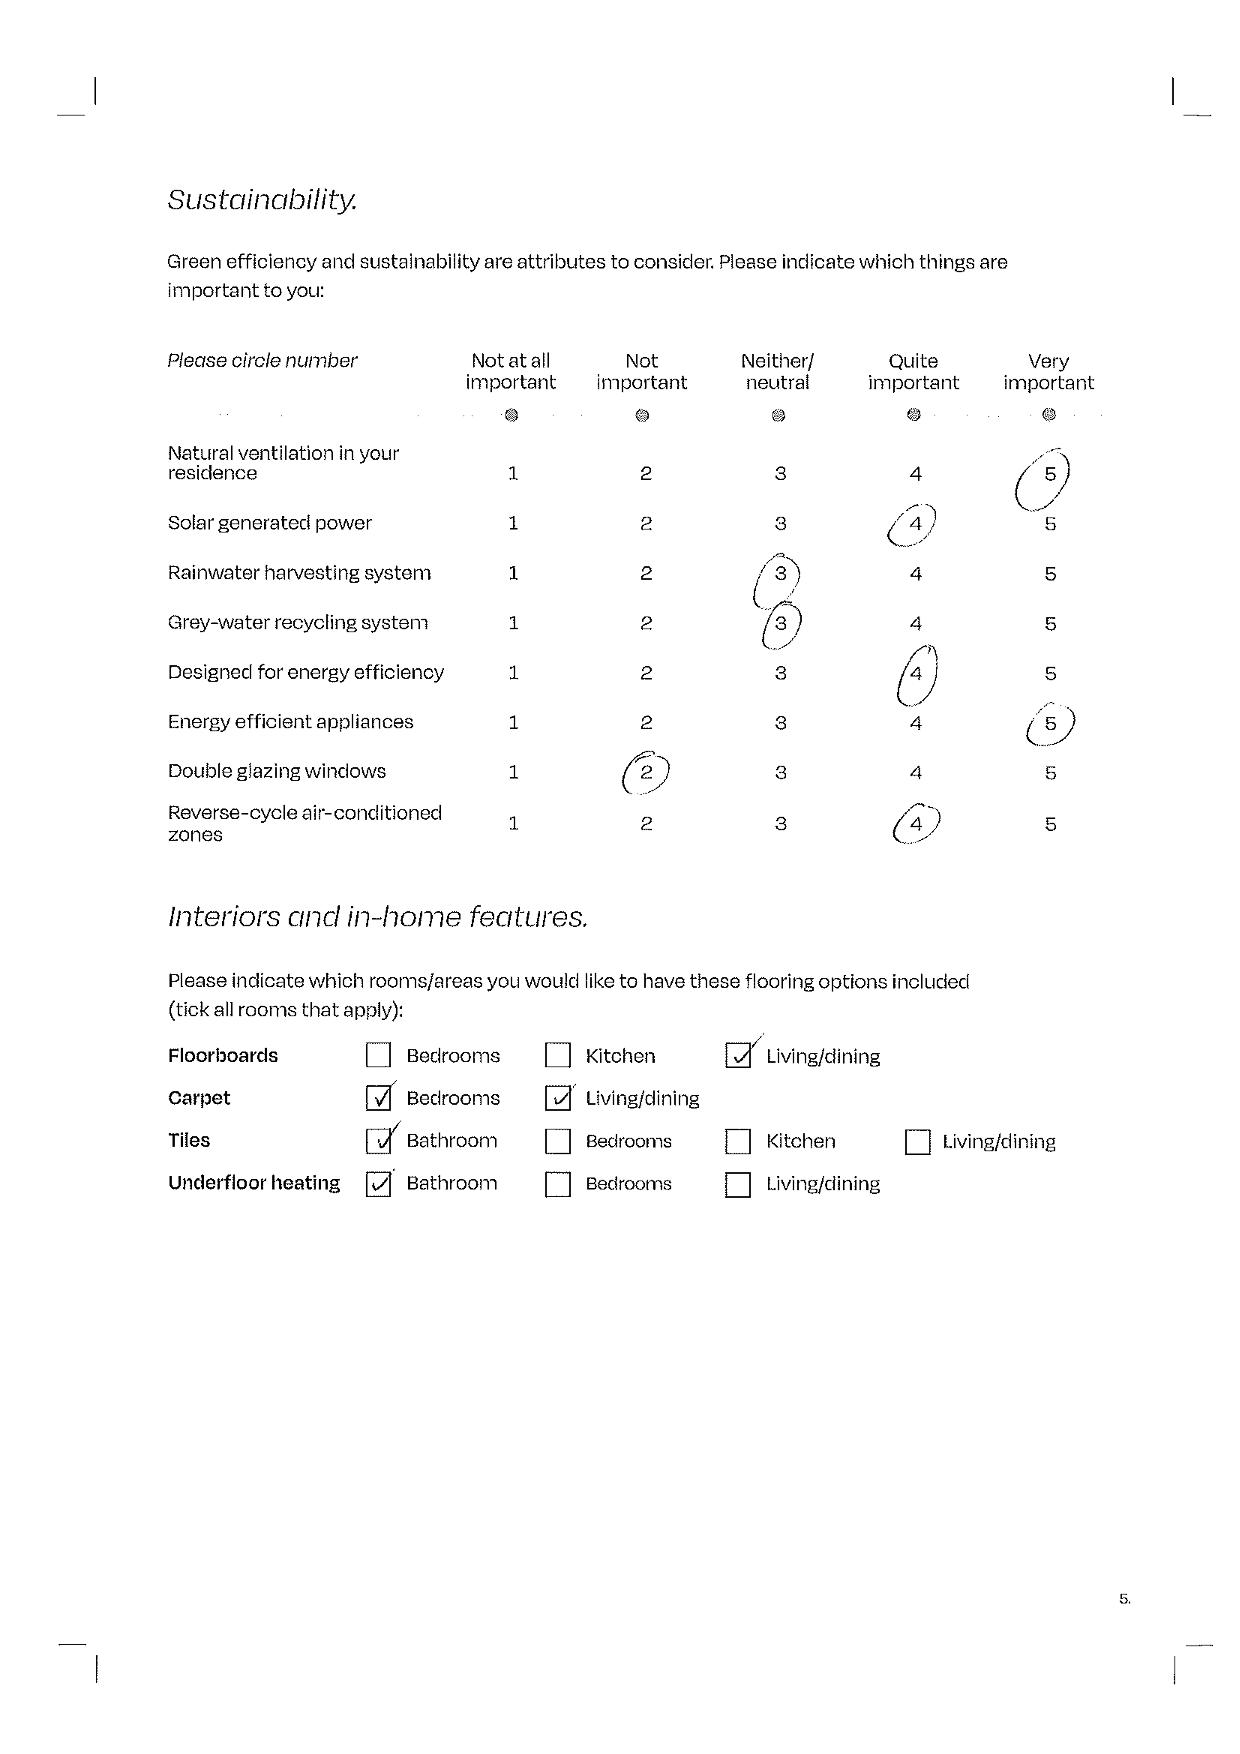 Sustainability.
Green efficiency and sustainability are attributes to consider. Please indicate which things are
important to you:
Please circle number Not at all important Not important Neither/ neutral Quite important Very important
Natural ventilation in your
residence 1 2 3 4 5
Solar generated power 1 2 3 4 5
Rainwater harvesting system 1 2 3 4 5
Grey-water recycling system 1 2 3 4 5
Designed for energy efficiency 1 2 3 4 5
Energy efficient appliances 1 2 3 4 5
Double glazing windows 1 2 3 4 5
Reverse-cycle air-conditioned
zones 1 2 3 4 5
Interiors and in-home features.
Please indicate which rooms/areas you would like to have these flooring options included
(tick all rooms that apply):
Floorboards Bedrooms Kitchen Living/dining
Carpet Bedrooms Living/dining
Tiles Bathroom Bedrooms Kitchen Living/dining
Underfloor heating Bathroom Bedrooms Living/dining
5.